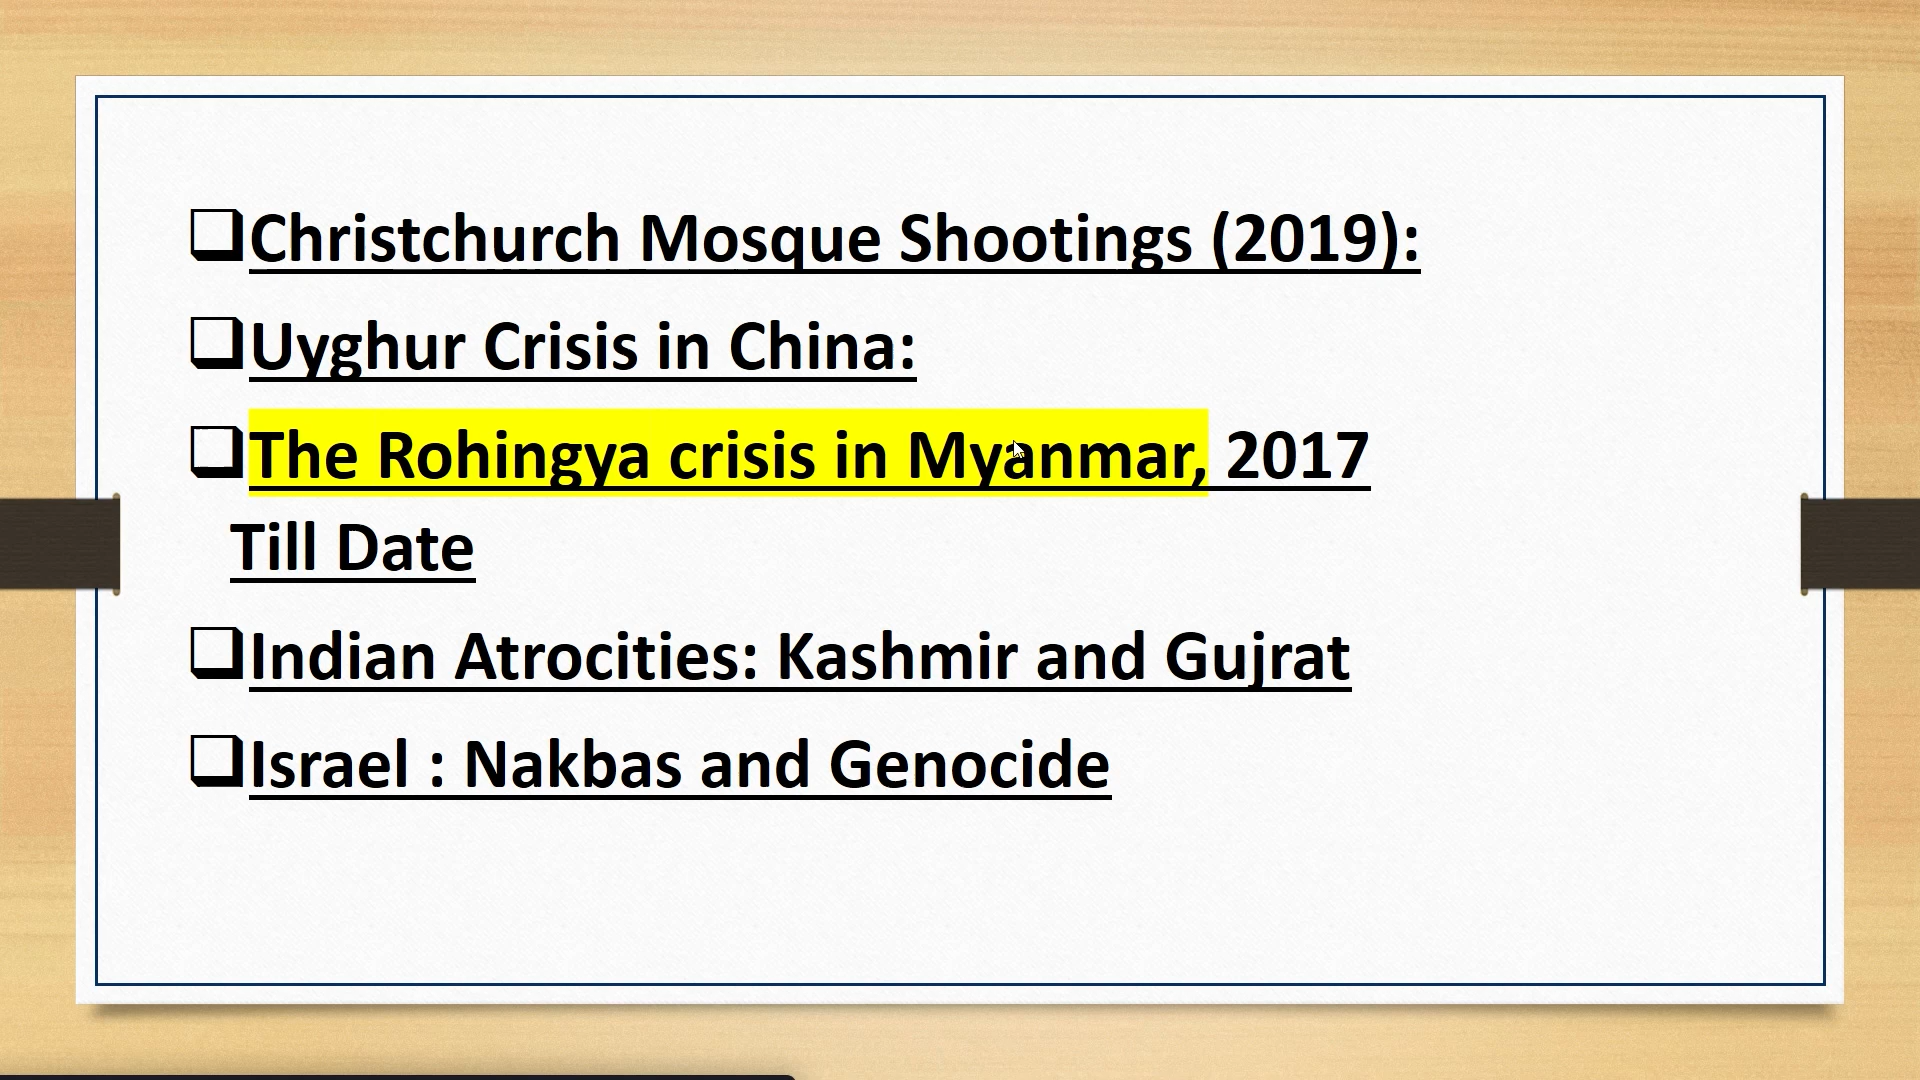 ❑Christchurch Mosque Shootings (2019):
❑Uyghur Crisis in China:
❑The Rohingya crisis in Myanmar, 2017
Till Date
❑Indian Atrocities: Kashmir and Gujrat
❑Israel : Nakbas and Genocide